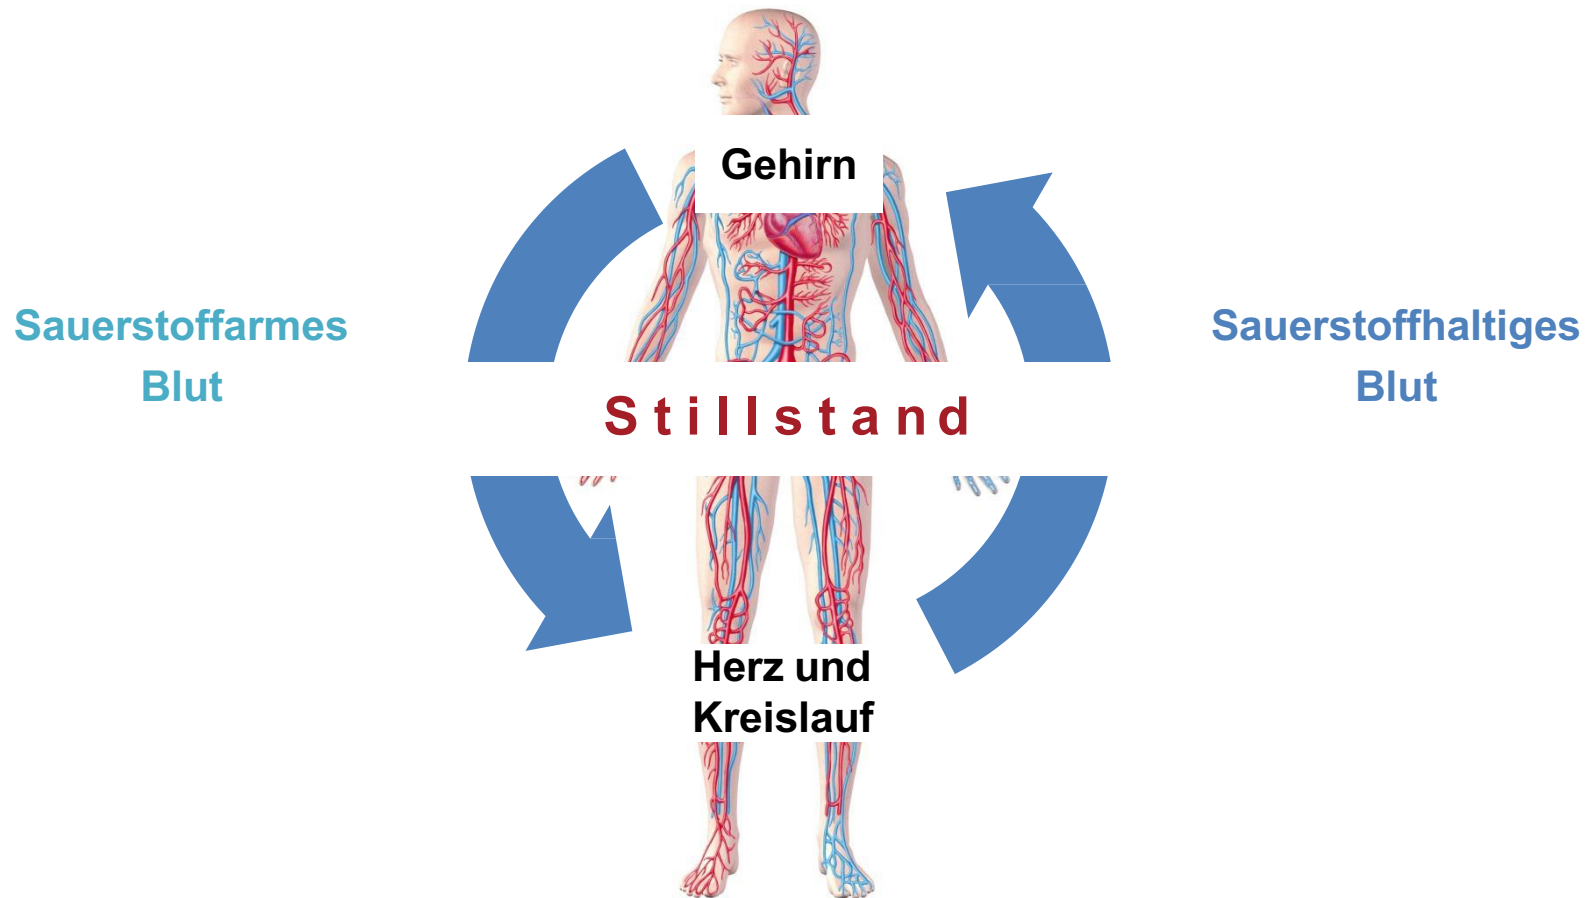 Gehirn
Sauerstoffarmes
Blut
Sauerstoffhaltiges
Blut
Stillstand
Herz und
Kreislauf